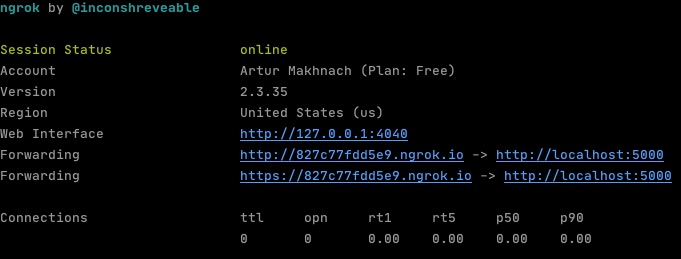 ngrok by @inconshreveable
Session Status online
Account Artur Makhnach (Plan: Free)
Version 2.3.35
Region United States (us)
Web Interface http://127.0.0.1:4040
Forwarding http://827c77fdd5e9.ngrok.io -> http://localhost:5000
Forwarding https://827c77fdd5e9.ngrok.io -> http://localhost:5000
Connections ttl opn rt1 rt5 p50 p90
0 0 0.00 0.00 0.00 0.00